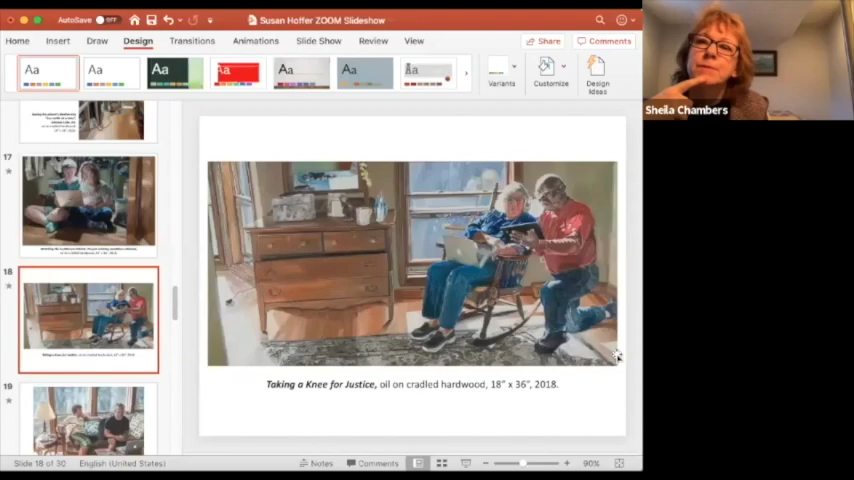 AutoSave OFF
Susan Hoffer ZOOM Slideshow
Home Insert Draw Design Transitions Animations Slide Show Review View
Share Comments
Aa Aa Aa Aa Aa Aa Aa
Variants Customize Design
Ideas
Sheila Chambers
17
18
19
Taking a Knee for Justice, oil on cradled hardwood, 18" x 36", 2018.
Slide 18 of 30 English (United States) Notes Comments 90%